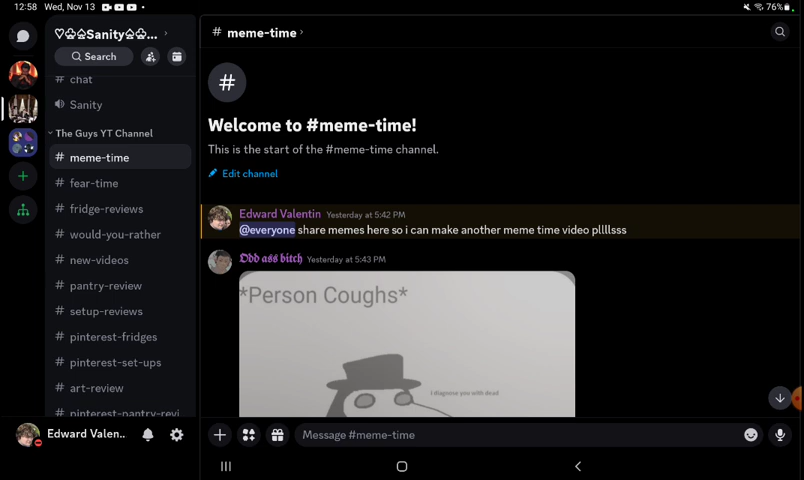 12:58 Wed, Nov 13
76%
♡♧♤Sanity♤♧...
# meme-time
Search
chat
Sanity
The Guys YT Channel
# meme-time
# fear-time
# fridge-reviews
# would-you-rather
# new-videos
# pantry-review
# setup-reviews
# pinterest-fridges
# pinterest-set-ups
# art-review
# pinterest-pantry-revi
Edward Valen..
#
Welcome to #meme-time!
This is the start of the #meme-time channel.
Edit channel
Edward Valentin Yesterday at 5:42 PM
@everyone share memes here so i can make another meme time video pllllsss
𝕺𝖉𝖉 𝖆𝖘𝖘 𝖇𝖎𝖙𝖈𝖍 Yesterday at 5:43 PM
*Person Coughs*
I diagnose you with dead
Message #meme-time